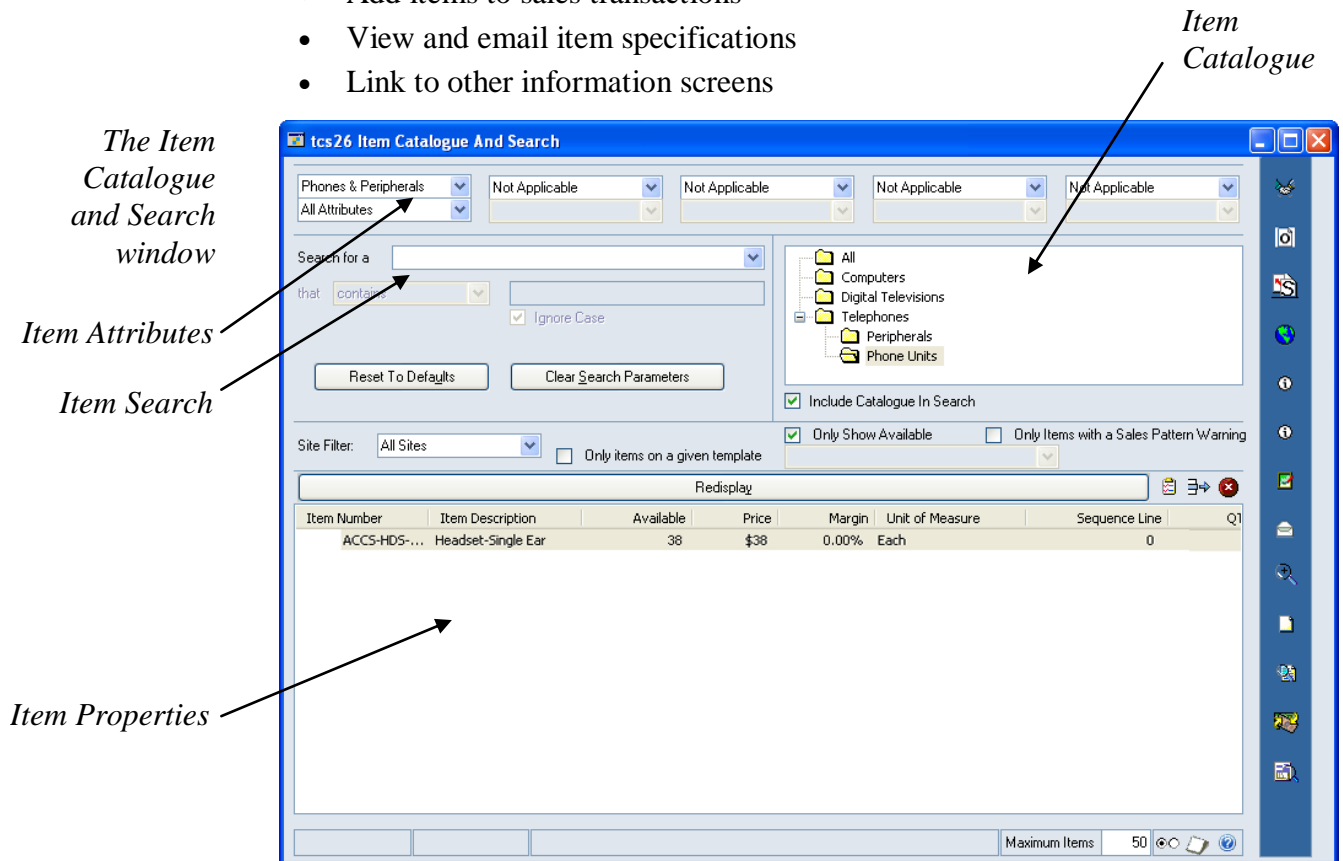 Add items to sales transactions
• View and email item specifications
• Link to other information screens
Item
Catalogue
The Item
Catalogue
and Search
window
Item Attributes
Item Search
Item Properties
tcs26 Item Catalogue And Search
Phones & Peripherals Not Applicable Not Applicable Not Applicable Not Applicable
All Attributes
Search for a
that contains
Ignore Case
Reset To Defaults Clear Search Parameters
All
Computers
Digital Televisions
Telephones
Peripherals
Phone Units
Include Catalogue In Search
Site Filter: All Sites Only items on a given template
Only Show Available Only Items with a Sales Pattern Warning
Redisplay
Item Number Item Description Available Price Margin Unit of Measure Sequence Line QT
ACCS-HDS-... Headset-Single Ear 38 $38 0.00% Each 0
Maximum Items 50